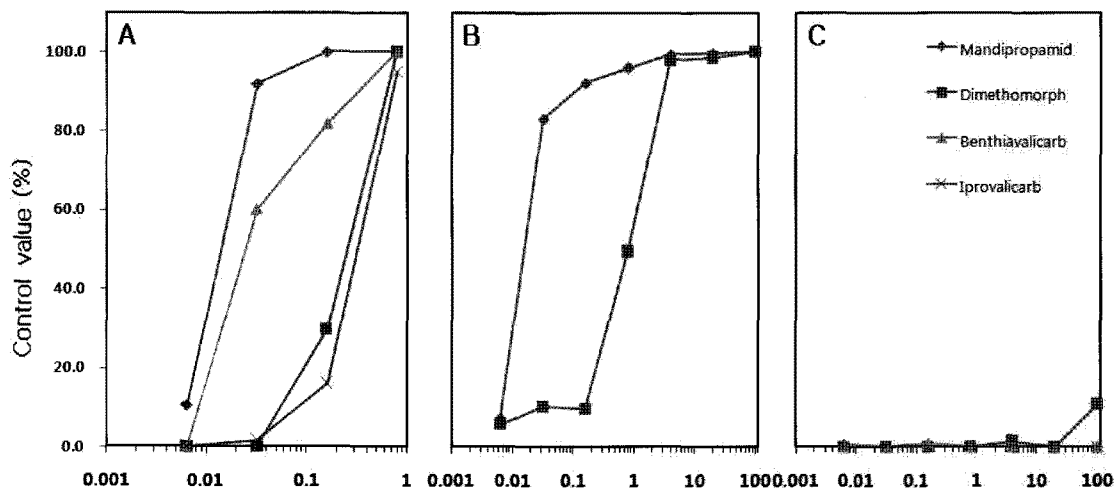 A
B
C
100.0
80.0
60.0
40.0
20.0
0.0
Control value (%)
Mandipropamid
Dimethomorph
Benthiavalicarb
Iprovalicarb
0.001 0.01 0.1 1
0.001 0.01 0.1 1 10 100
0.001 0.01 0.1 1 10 100